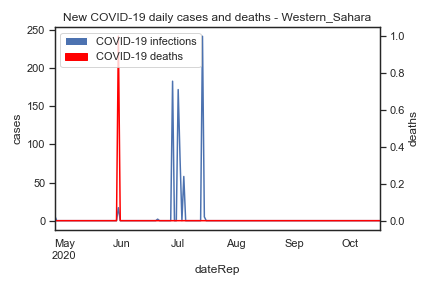 New COVID-19 daily cases and deaths - Western_Sahara
COVID-19 infections
COVID-19 deaths
250
200
150
100
50
0
cases
1.0
0.8
0.6
0.4
0.2
0.0
deaths
May Jun Jul Aug Sep Oct
2020
dateRep